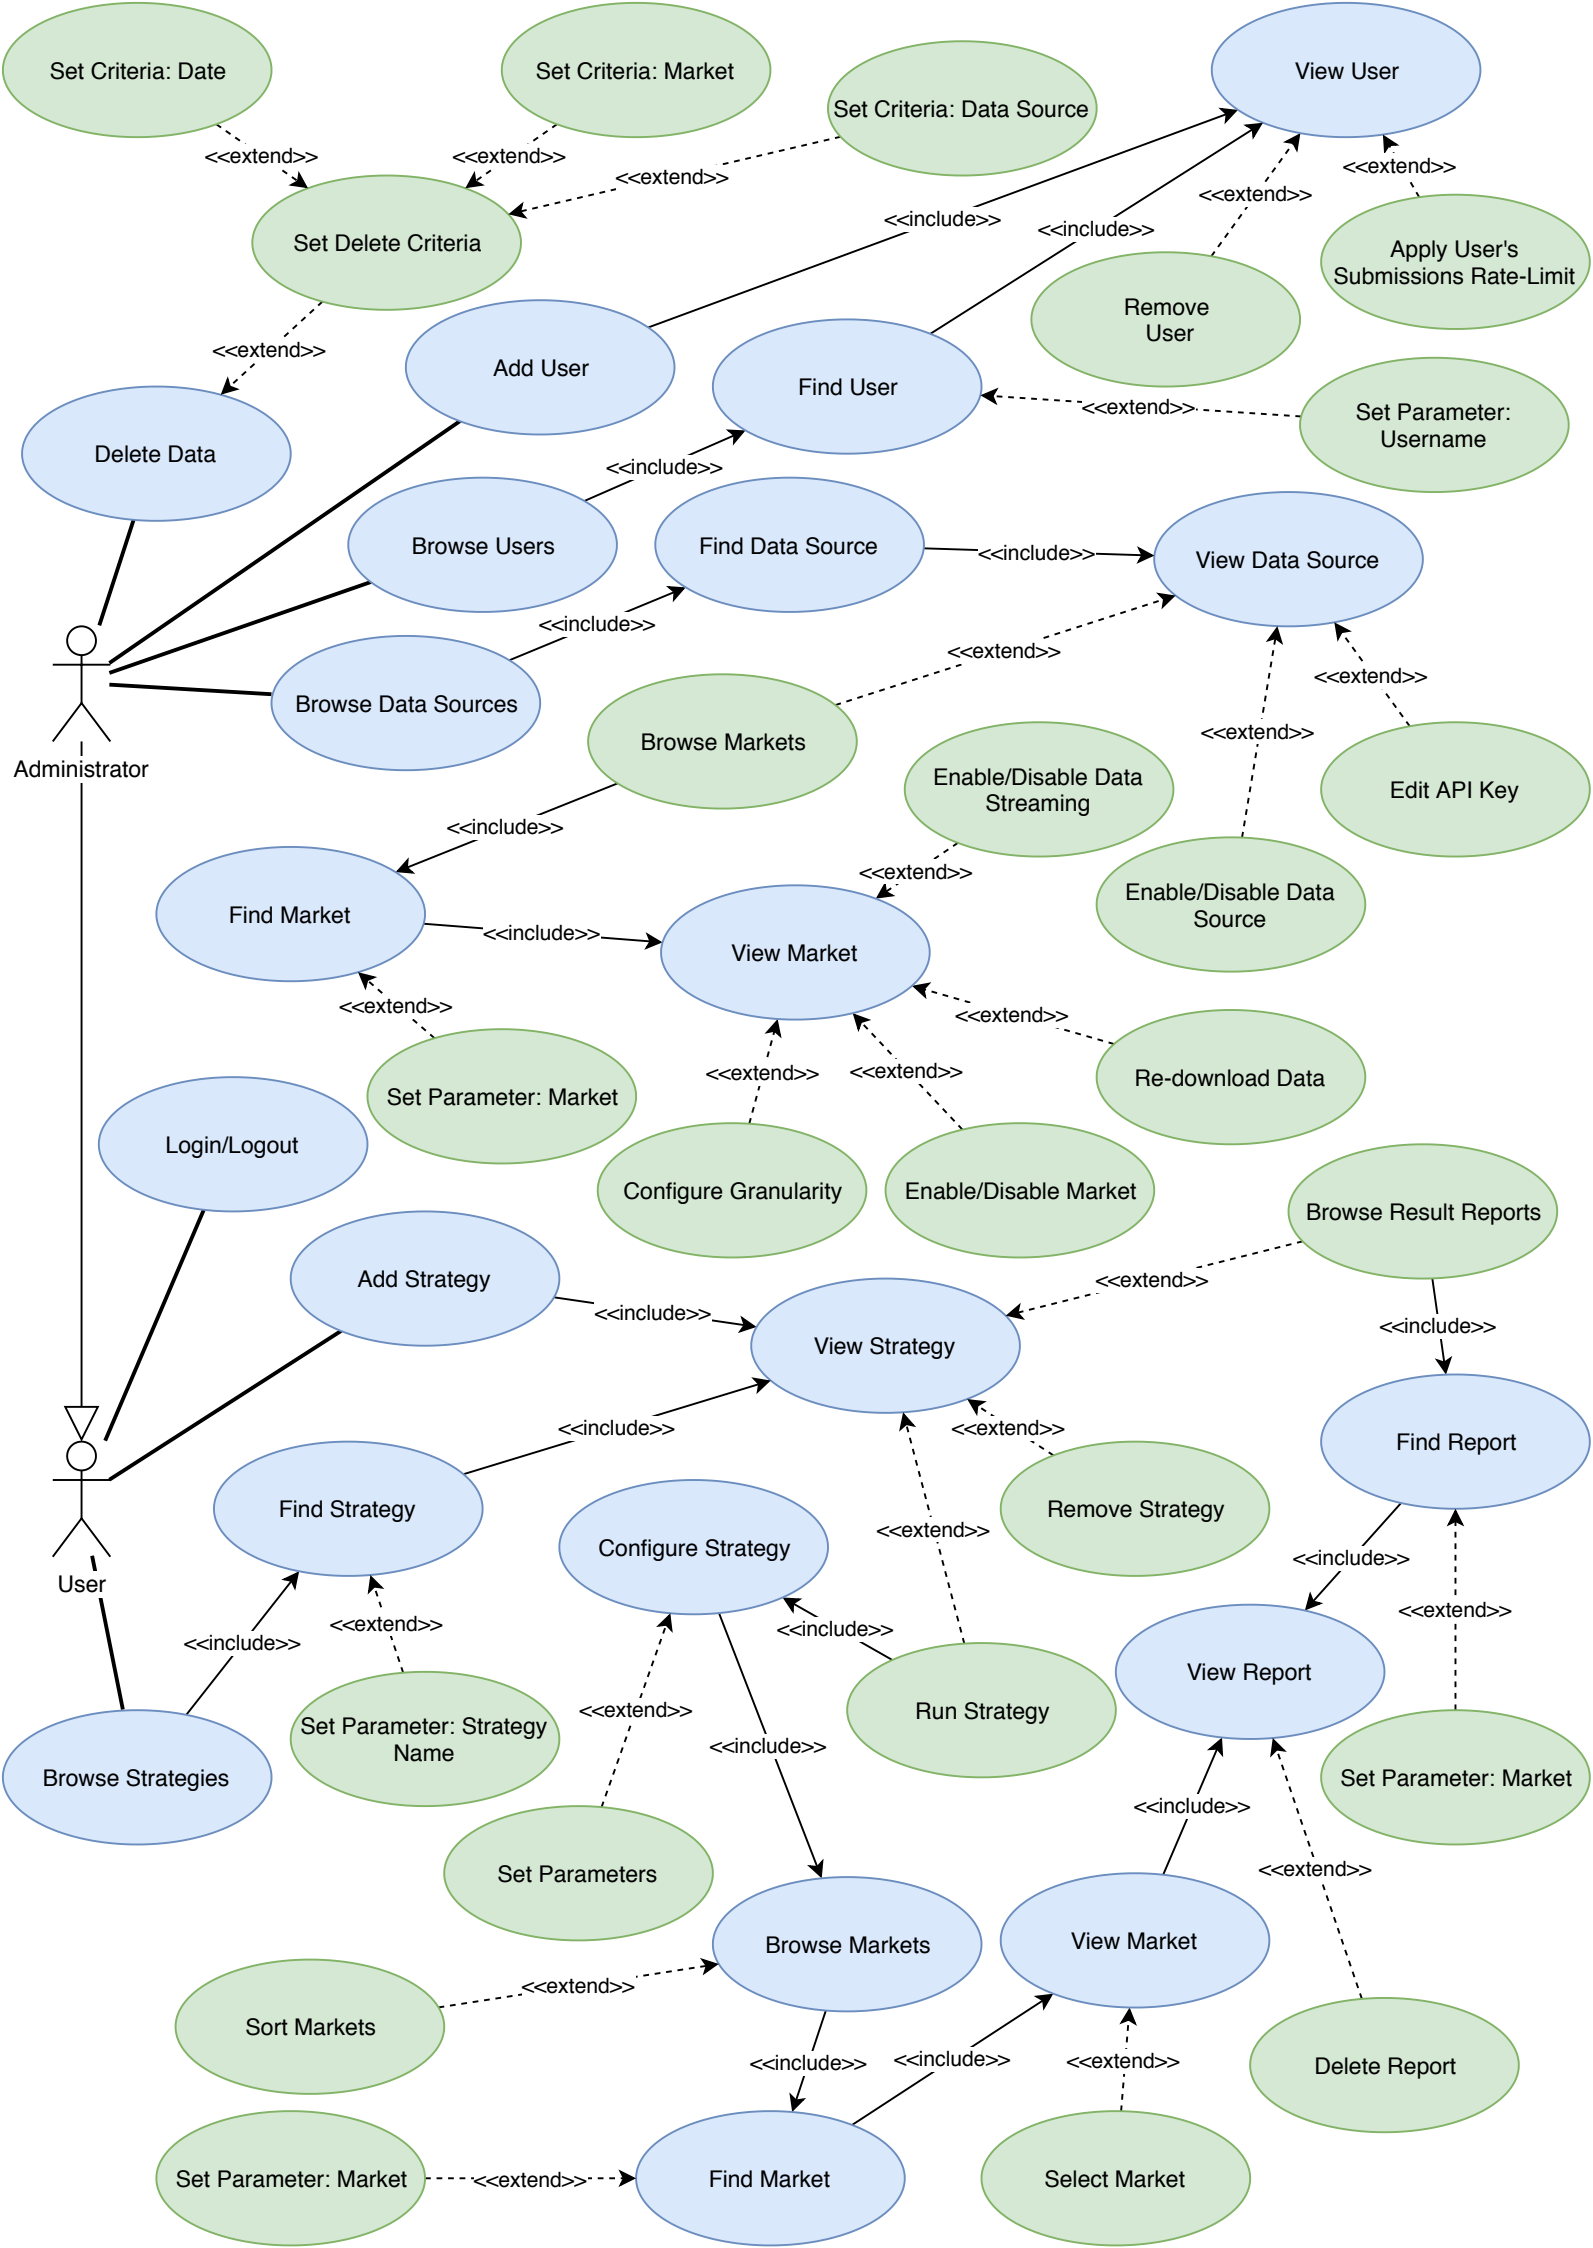 Set Criteria: Date
Set Criteria: Market
View User
Set Criteria: Data Source
<<extend>>
<<extend>>
<<extend>>
<<extend>>
<<extend>>
<<include>>
<<include>>
Set Delete Criteria
Apply User's
Submissions Rate-Limit
Remove
User
<<extend>>
Add User
Find User
<<extend>>
Set Parameter:
Username
Delete Data
<<include>>
Browse Users
Find Data Source
<<include>>
View Data Source
<<include>>
<<extend>>
<<extend>>
Browse Data Sources
Browse Markets
<<extend>>
Administrator
Enable/Disable Data
Streaming
Edit API Key
<<include>>
<<extend>>
Enable/Disable Data
Source
Find Market
<<include>>
View Market
<<extend>>
<<extend>>
<<extend>>
<<extend>>
Re-download Data
Set Parameter: Market
Login/Logout
Configure Granularity
Enable/Disable Market
Browse Result Reports
Add Strategy
<<extend>>
<<include>>
<<include>>
View Strategy
<<include>>
<<extend>>
Find Report
Find Strategy
Remove Strategy
<<extend>>
Configure Strategy
<<include>>
User
<<extend>>
<<extend>>
<<include>>
<<include>>
View Report
<<extend>>
Run Strategy
Set Parameter: Strategy
Name
<<include>>
Browse Strategies
Set Parameter: Market
<<include>>
<<extend>>
Set Parameters
Browse Markets
View Market
<<extend>>
Sort Markets
<<include>>
<<include>>
<<extend>>
Delete Report
Set Parameter: Market
<<extend>>
Find Market
Select Market